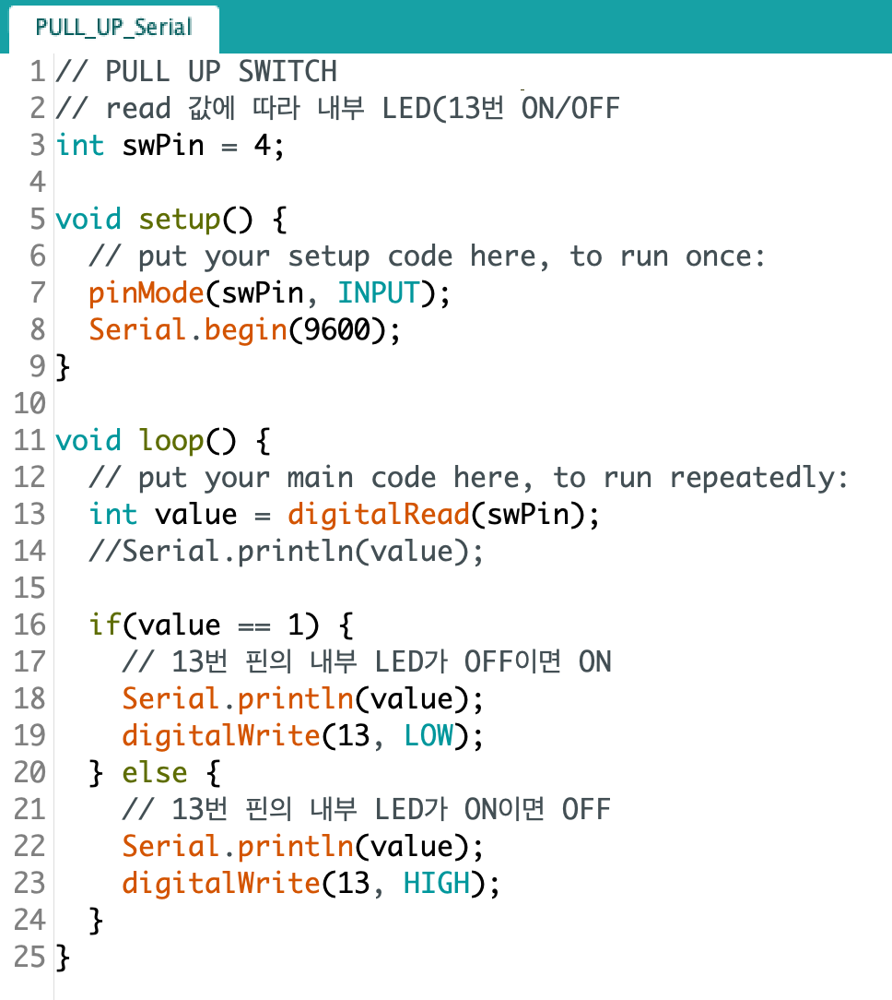 PULL_UP_Serial
1 // PULL UP SWITCH
2 // read 값에 따라 내부 LED(13번 ON/OFF
3 int swPin = 4;
4
5 void setup() {
6   // put your setup code here, to run once:
7   pinMode(swPin, INPUT);
8   Serial.begin(9600);
9 }
10
11 void loop() {
12   // put your main code here, to run repeatedly:
13   int value = digitalRead(swPin);
14   //Serial.println(value);
15
16   if(value == 1) {
17     // 13번 핀의 내부 LED가 OFF이면 ON
18     Serial.println(value);
19     digitalWrite(13, LOW);
20   } else {
21     // 13번 핀의 내부 LED가 ON이면 OFF
22     Serial.println(value);
23     digitalWrite(13, HIGH);
24   }
25 }